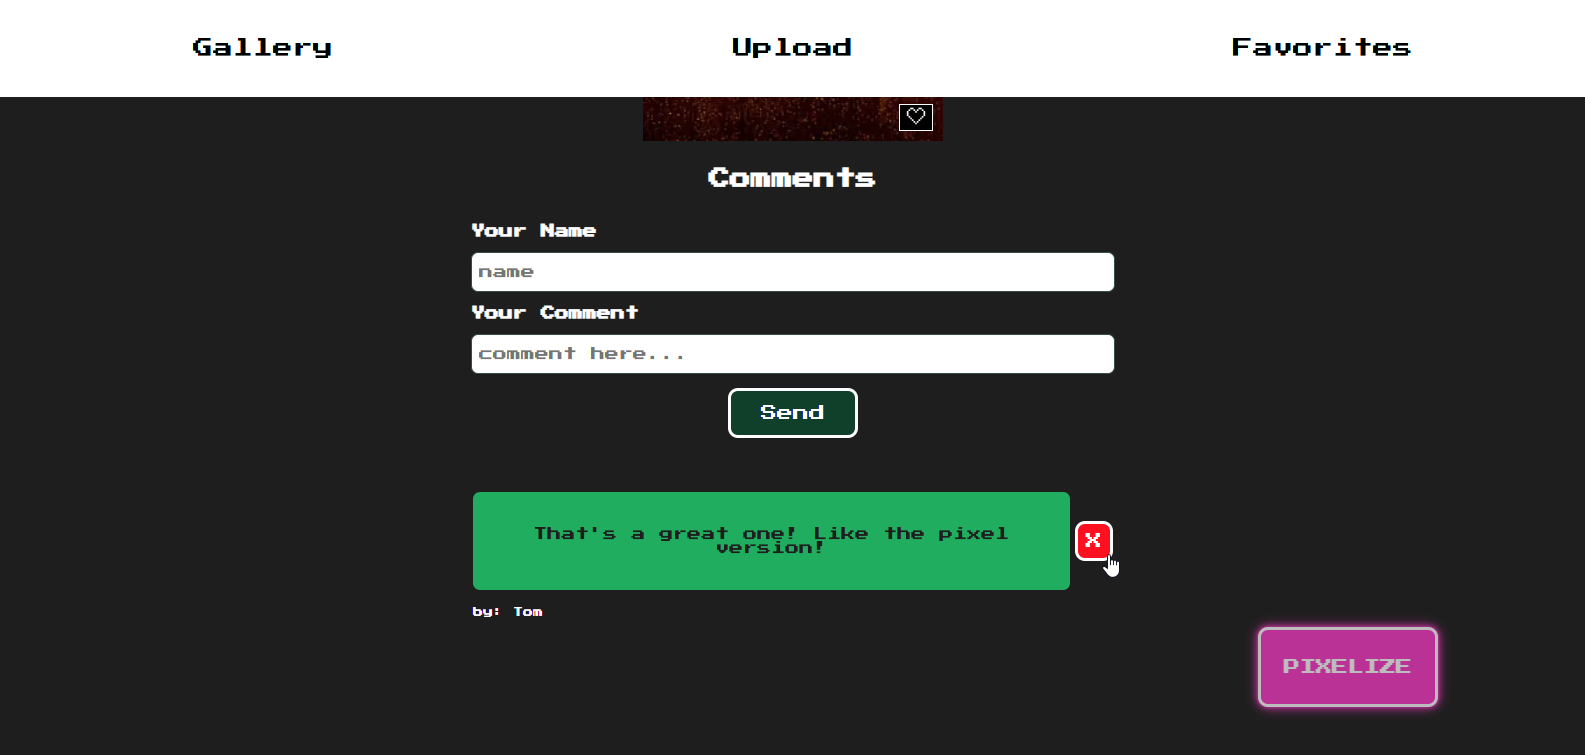 Gallery Upload Favorites
Comments
Your Name
name
Your Comment
comment here...
Send
That's a great one! Like the pixel
version!
X
by: Tom
PIXELIZE